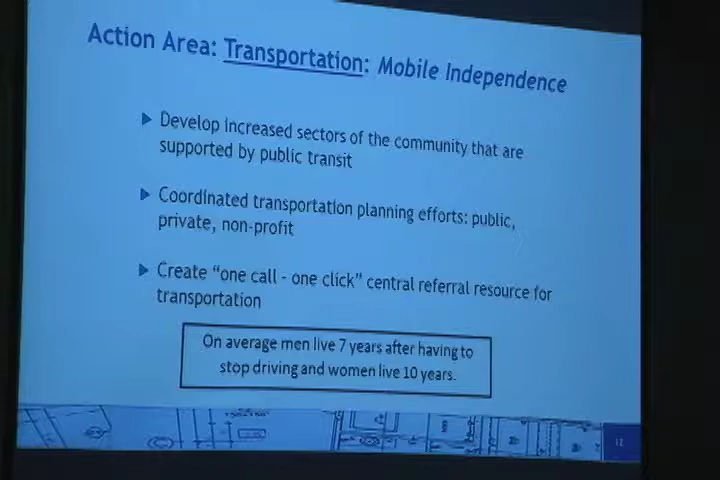 Action Area: Transportation: Mobile Independence
Develop increased sectors of the community that are
supported by public transit
Coordinated transportation planning efforts: public,
private, non-profit
Create “one call - one click” central referral resource for
transportation
On average men live 7 years after having to
stop driving and women live 10 years.
12